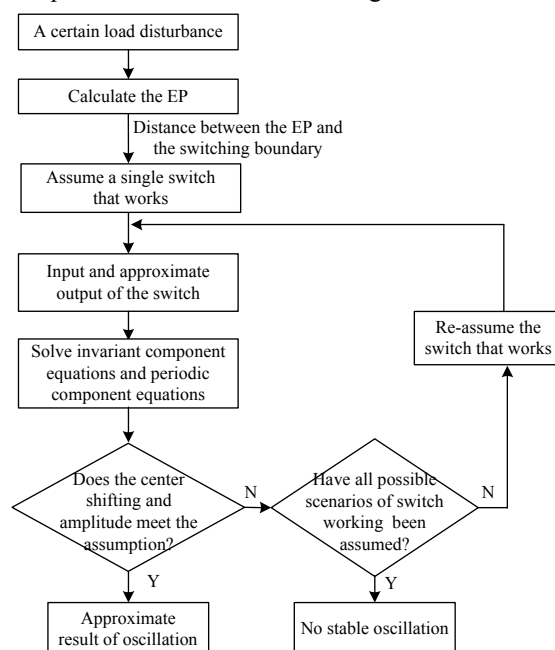 A certain load disturbance
Calculate the EP
Distance between the EP and
the switching boundary
Assume a single switch
that works
Input and approximate
output of the switch
Re-assume the
switch that works
Solve invariant component
equations and periodic
component equations
Does the center
shifting and
amplitude meet the
assumption?
N
Have all possible
scenarios of switch
working been
assumed?
N
Y
Y
Approximate
result of oscillation
No stable oscillation